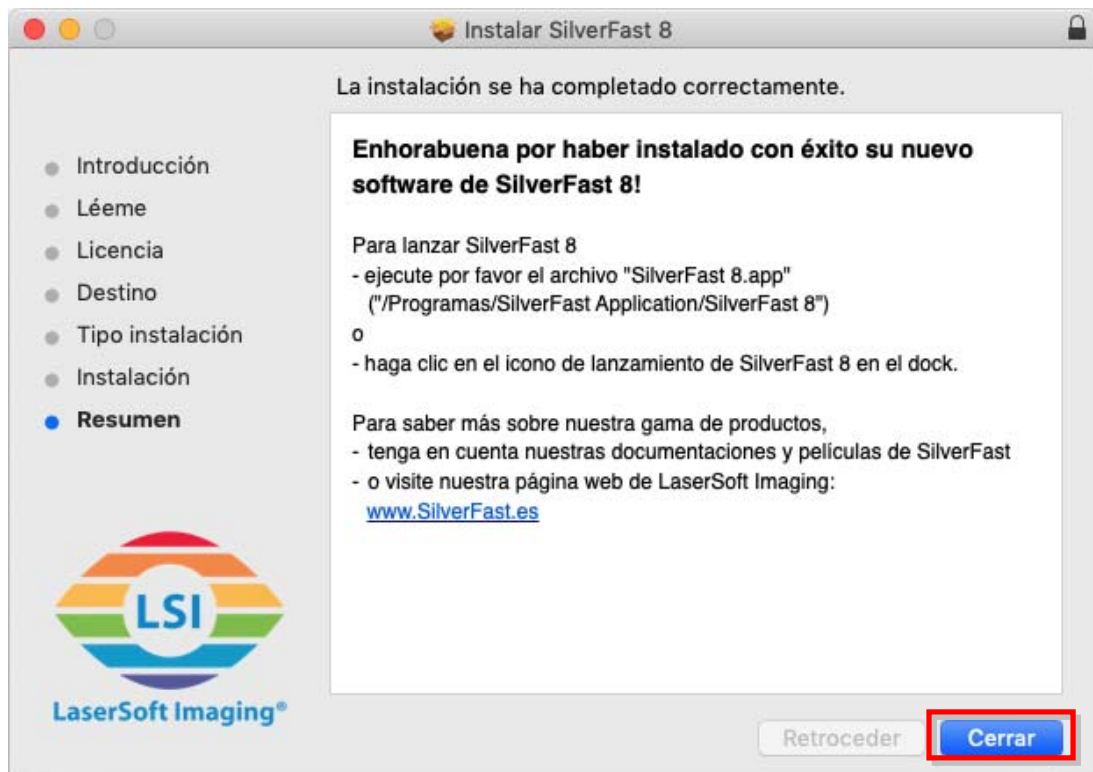 Instalar SilverFast 8
La instalación se ha completado correctamente.
Introducción
Léeme
Licencia
Destino
Tipo instalación
Instalación
Resumen
Enhorabuena por haber instalado con éxito su nuevo
software de SilverFast 8!
Para lanzar SilverFast 8
- ejecute por favor el archivo "SilverFast 8.app"
("/Programas/SilverFast Application/SilverFast 8")
o
- haga clic en el icono de lanzamiento de SilverFast 8 en el dock.
Para saber más sobre nuestra gama de productos,
- tenga en cuenta nuestras documentaciones y películas de SilverFast
- o visite nuestra página web de LaserSoft Imaging:
www.SilverFast.es
LSI
LaserSoft Imaging®
Retroceder
Cerrar